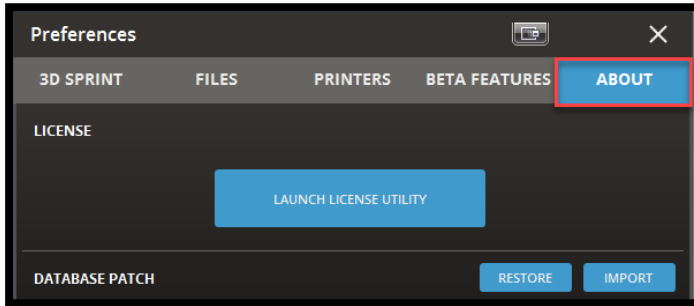 Preferences
3D SPRINT FILES PRINTERS BETA FEATURES ABOUT
LICENSE
LAUNCH LICENSE UTILITY
DATABASE PATCH RESTORE IMPORT